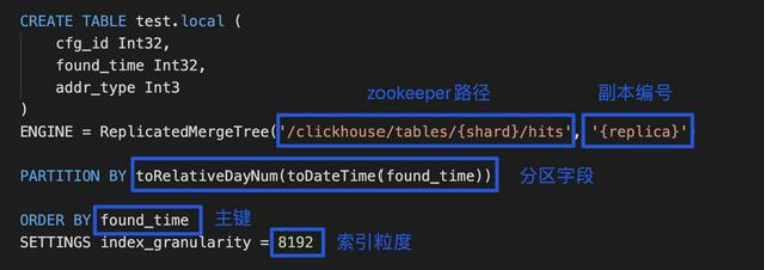 CREATE TABLE test.local (
cfg_id Int32,
found_time Int32,
addr_type Int3
)
zookeeper路径 副本编号
ENGINE = ReplicatedMergeTree('/clickhouse/tables/{shard}/hits', '{replica}'
PARTITION BY toRelativeDayNum(toDateTime(found_time)) 分区字段
ORDER BY found_time 主键
SETTINGS index_granularity = 8192 索引粒度